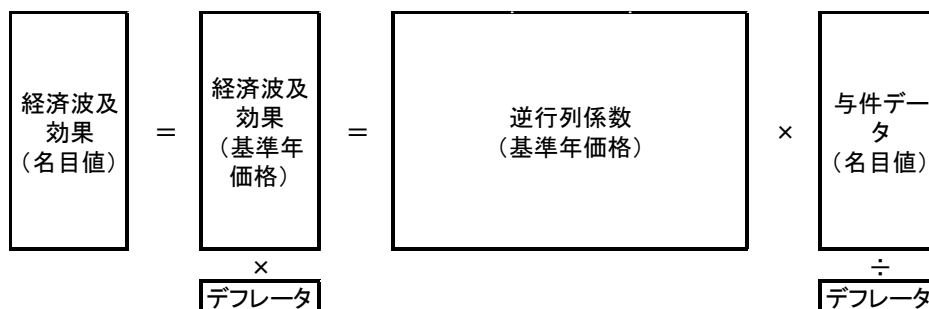 経済波及
効果
（名目値）
＝
経済波及
効果
（基準年
価格）
＝
逆行列係数
（基準年価格）
×
与件デー
タ
（名目値）
×
÷
デフレータ
デフレータ